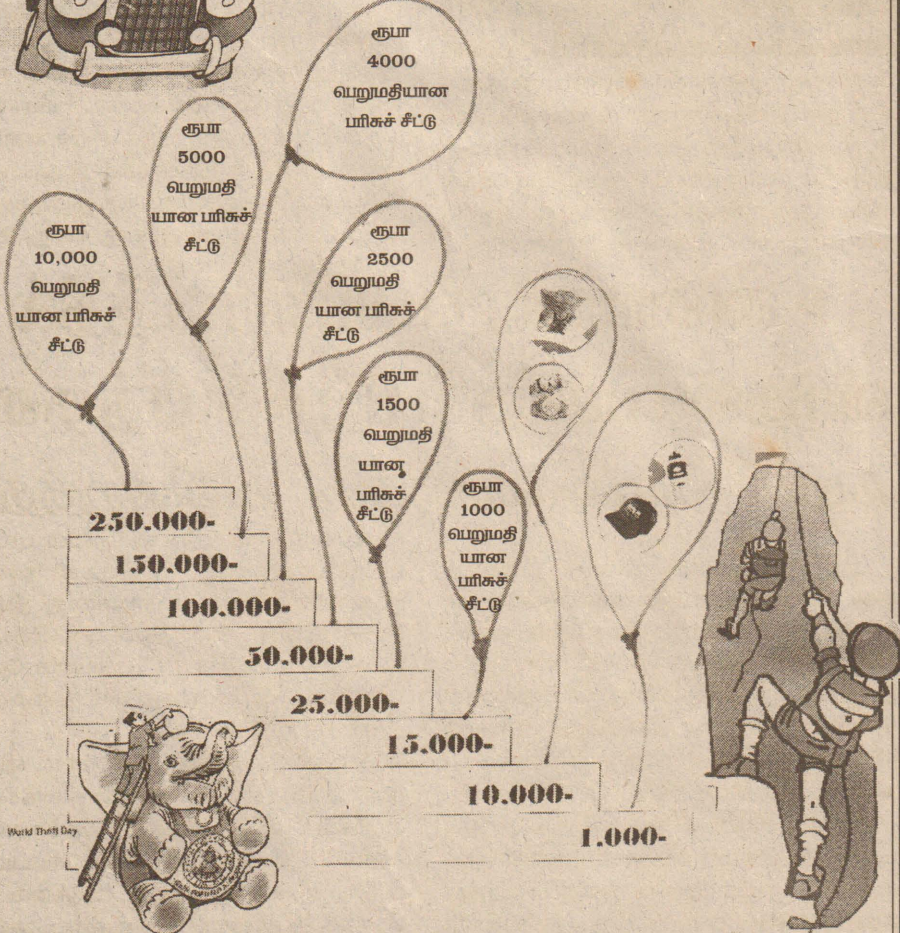 ரூபா
4000
பெறுமதியான
பரிசுச் சீட்டு
ரூபா
5000
பெறுமதி
யான பரிசுச்
சீட்டு
ரூபா
10,000
பெறுமதி
யான பரிசுச்
சீட்டு
ரூபா
2500
பெறுமதி
யான பரிசுச்
சீட்டு
ரூபா
1500
பெறுமதி
யான
பரிசுச்
சீட்டு
ரூபா
1000
பெறுமதி
யான
பரிசுச்
சீட்டு
250.000-
150.000-
100.000-
50.000-
25.000-
15.000-
10.000-
1.000-
World Thrift Day